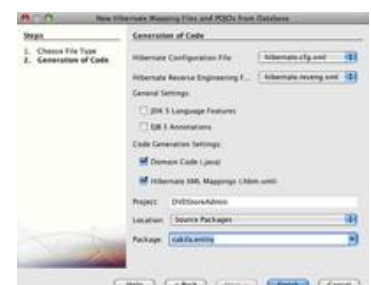 New Hibernate Mapping Files and POJOs from Database
Steps
1. Choose File Type
2. Generation of Code
Generation of Code
Hibernate Configuration File
hibernate.cfg.xml
Hibernate Reverse Engineering F...
hibernate.reveng.xml
General Settings:
JDK 5 Language Features
EJB 3 Annotations
Code Generation Settings:
Domain Code (.java)
Hibernate XML Mappings (.hbm.xml)
Project: DVDStoreAdmin
Location: Source Packages
Package: sakila.entity
Help
< Back
Next >
Finish
Cancel